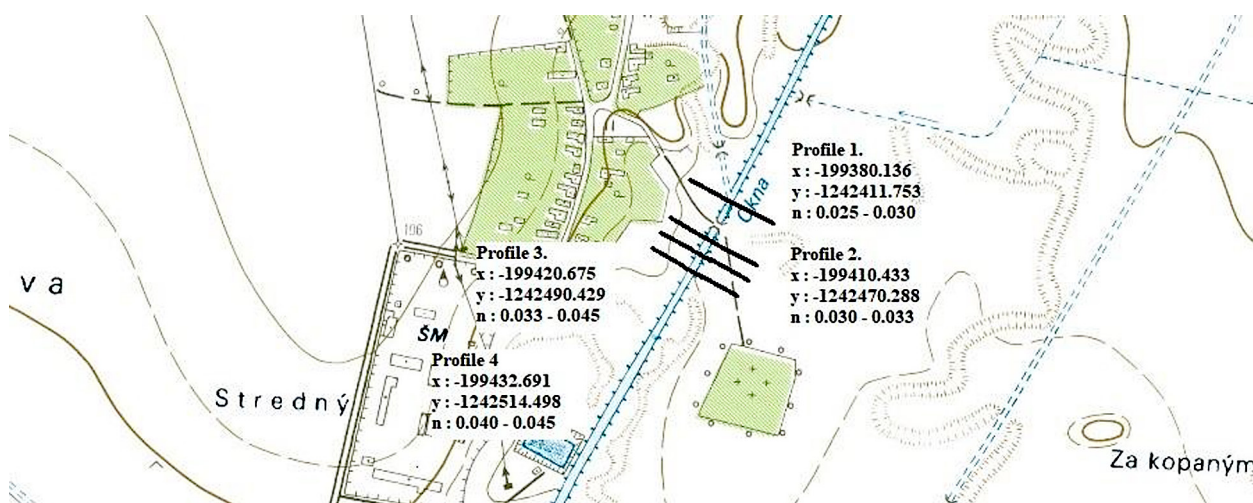 Profile 1.
x : -199380.136
y : -1242411.753
n : 0.025 - 0.030
Okna
196
Profile 3.
x : -199420.675
y : -1242490.429
n : 0.033 - 0.045
Profile 2.
x : -199410.433
y : -1242470.288
n : 0.030 - 0.033
v a
ŠM
Profile 4
x : -199432.691
y : -1242514.498
n : 0.040 - 0.045
Stredný
Za kopaným